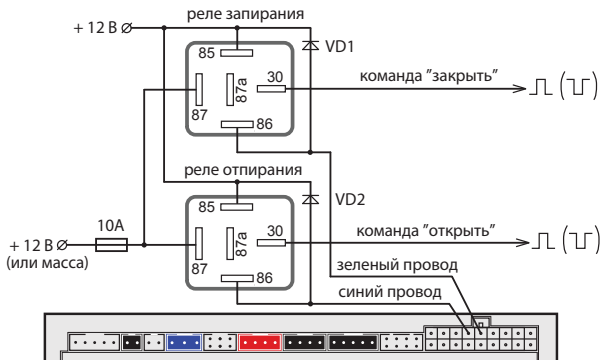 реле запирания
+ 12 В
85
VD1
30
87a
команда "закрыть"
87
86
реле отпирания
85
VD2
10А
30
87a
команда "открыть"
+ 12 В
(или масса)
87
86
зеленый провод
синий провод